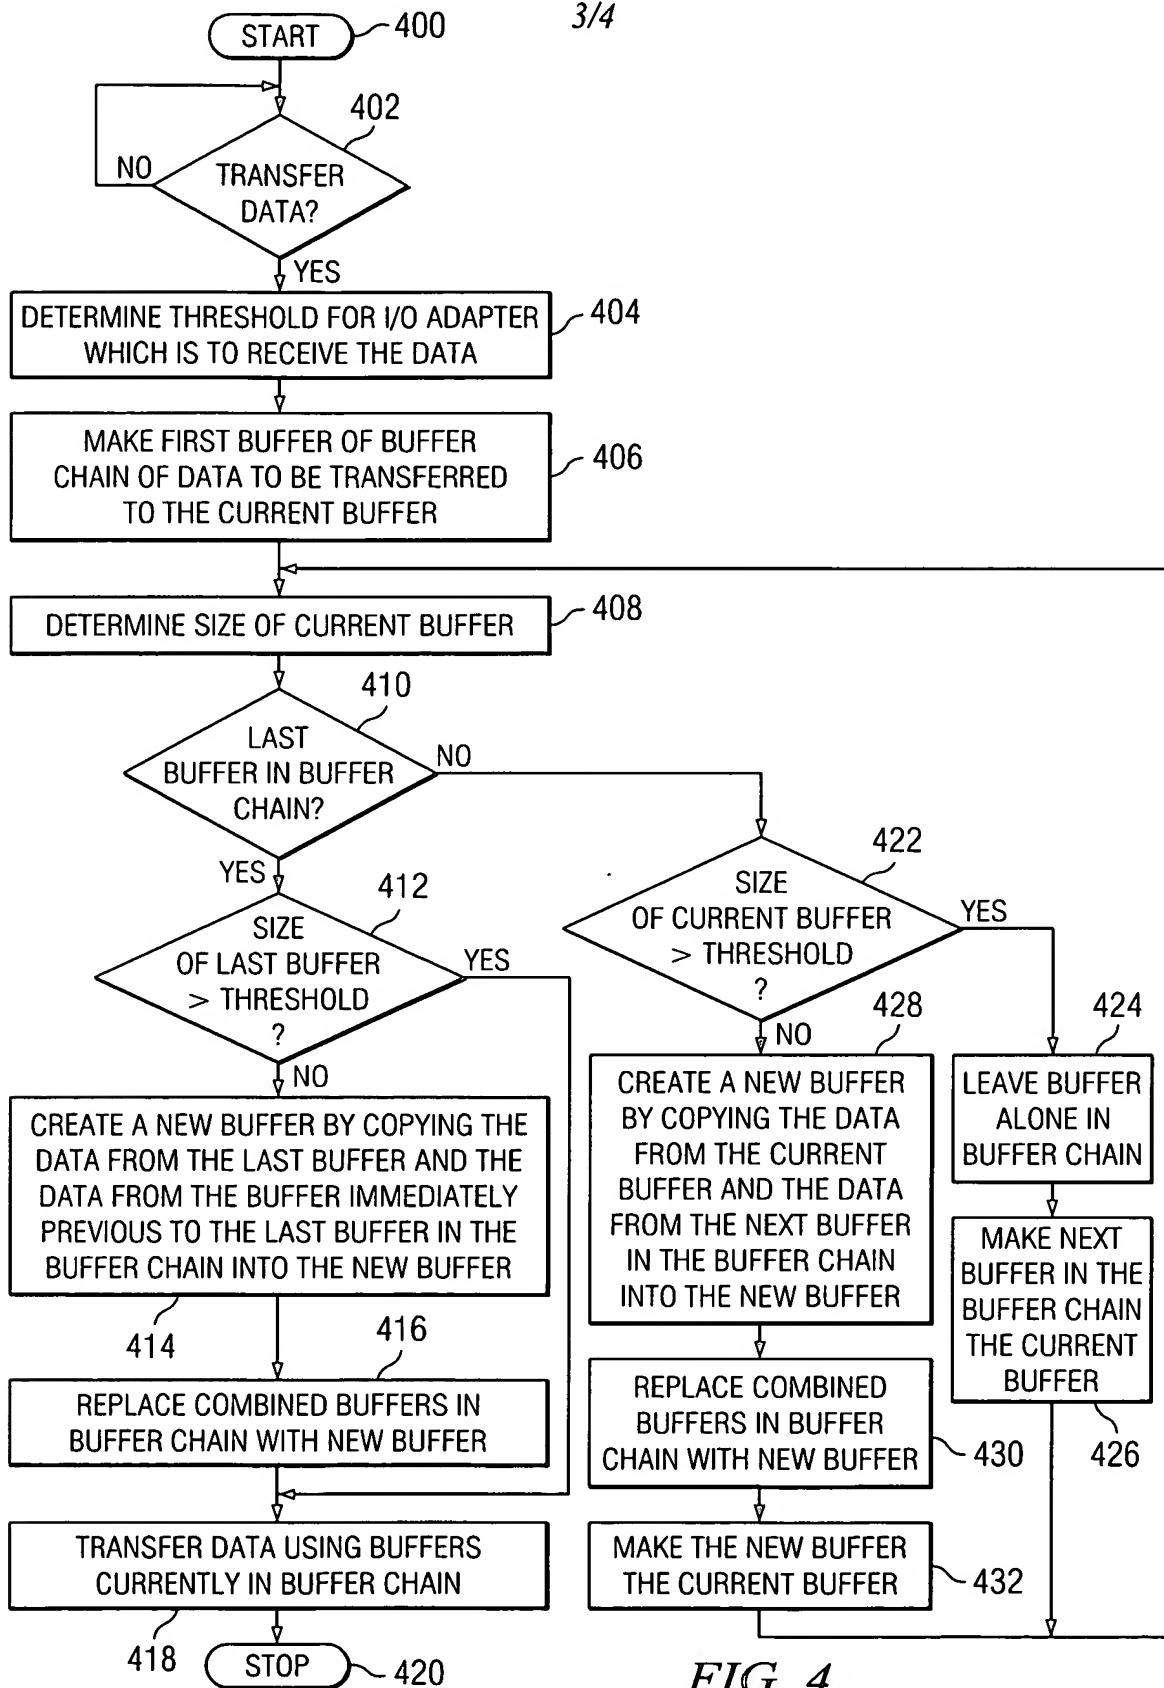 3/4
START
400
402
NO
TRANSFER
DATA?
YES
DETERMINE THRESHOLD FOR I/O ADAPTER
WHICH IS TO RECEIVE THE DATA
404
MAKE FIRST BUFFER OF BUFFER
CHAIN OF DATA TO BE TRANSFERRED
TO THE CURRENT BUFFER
406
DETERMINE SIZE OF CURRENT BUFFER
408
410
LAST
BUFFER IN BUFFER
CHAIN?
NO
YES
412
SIZE
OF LAST BUFFER
> THRESHOLD
?
YES
NO
CREATE A NEW BUFFER BY COPYING THE
DATA FROM THE LAST BUFFER AND THE
DATA FROM THE BUFFER IMMEDIATELY
PREVIOUS TO THE LAST BUFFER IN THE
BUFFER CHAIN INTO THE NEW BUFFER
414
416
REPLACE COMBINED BUFFERS IN
BUFFER CHAIN WITH NEW BUFFER
TRANSFER DATA USING BUFFERS
CURRENTLY IN BUFFER CHAIN
418
STOP
420
422
SIZE
OF CURRENT BUFFER
> THRESHOLD
?
YES
NO
428
CREATE A NEW BUFFER
BY COPYING THE DATA
FROM THE CURRENT
BUFFER AND THE DATA
FROM THE NEXT BUFFER
IN THE BUFFER CHAIN
INTO THE NEW BUFFER
REPLACE COMBINED
BUFFERS IN BUFFER
CHAIN WITH NEW BUFFER
430
MAKE THE NEW BUFFER
THE CURRENT BUFFER
432
424
LEAVE BUFFER
ALONE IN
BUFFER CHAIN
MAKE NEXT
BUFFER IN THE
BUFFER CHAIN
THE CURRENT
BUFFER
426
FIG. 4